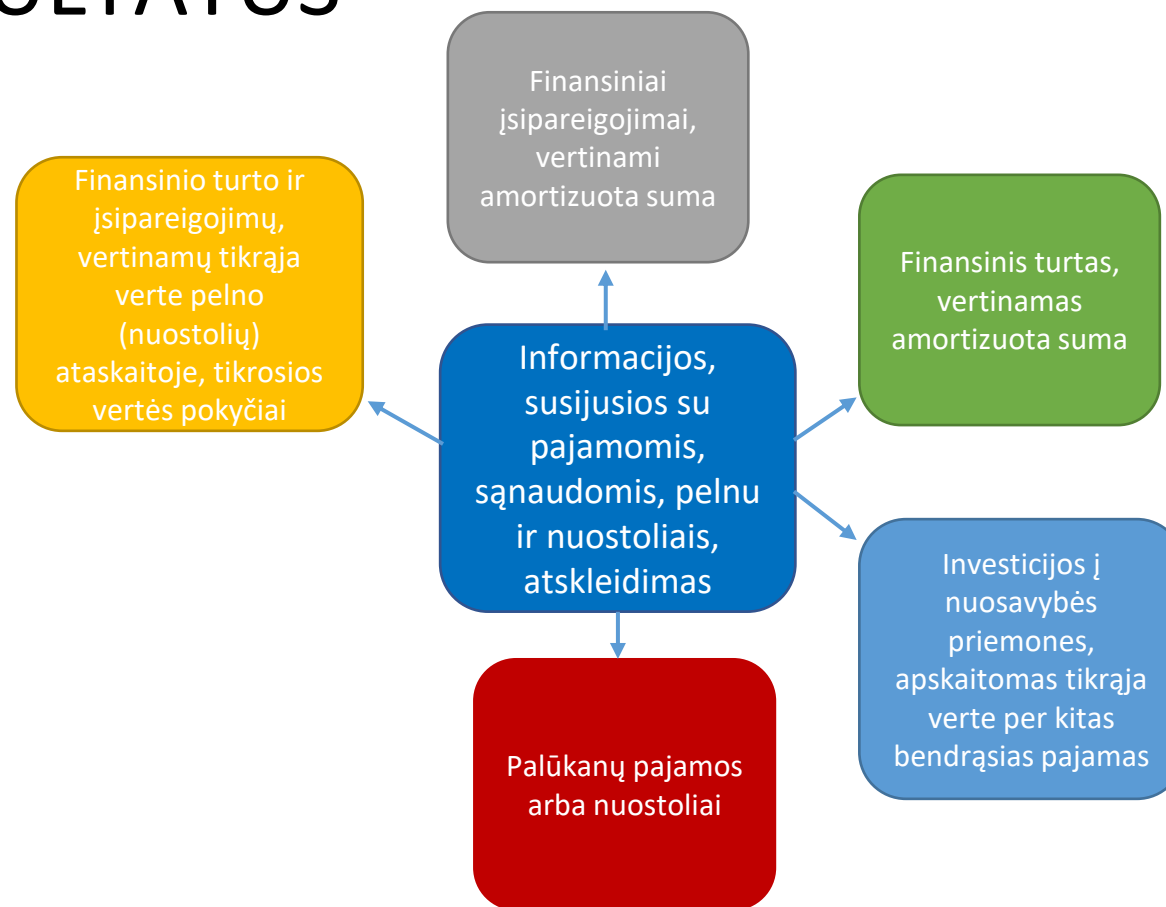 Finansiniai
įsipareigojimai,
vertinami
amortizuota suma
Finansinio turto ir
įsipareigojimų,
vertinamų tikrąja
verte pelno
(nuostolių)
ataskaitoje, tikrosios
vertės pokyčiai
Finansinis turtas,
vertinamas
amortizuota suma
Informacijos,
susijusios su
pajamomis,
sąnaudomis, pelnu
ir nuostoliais,
atskleidimas
Investicijos į
nuosavybės
priemones,
apskaitomas tikrąja
verte per kitas
bendrąsias pajamas
Palūkanų pajamos
arba nuostoliai